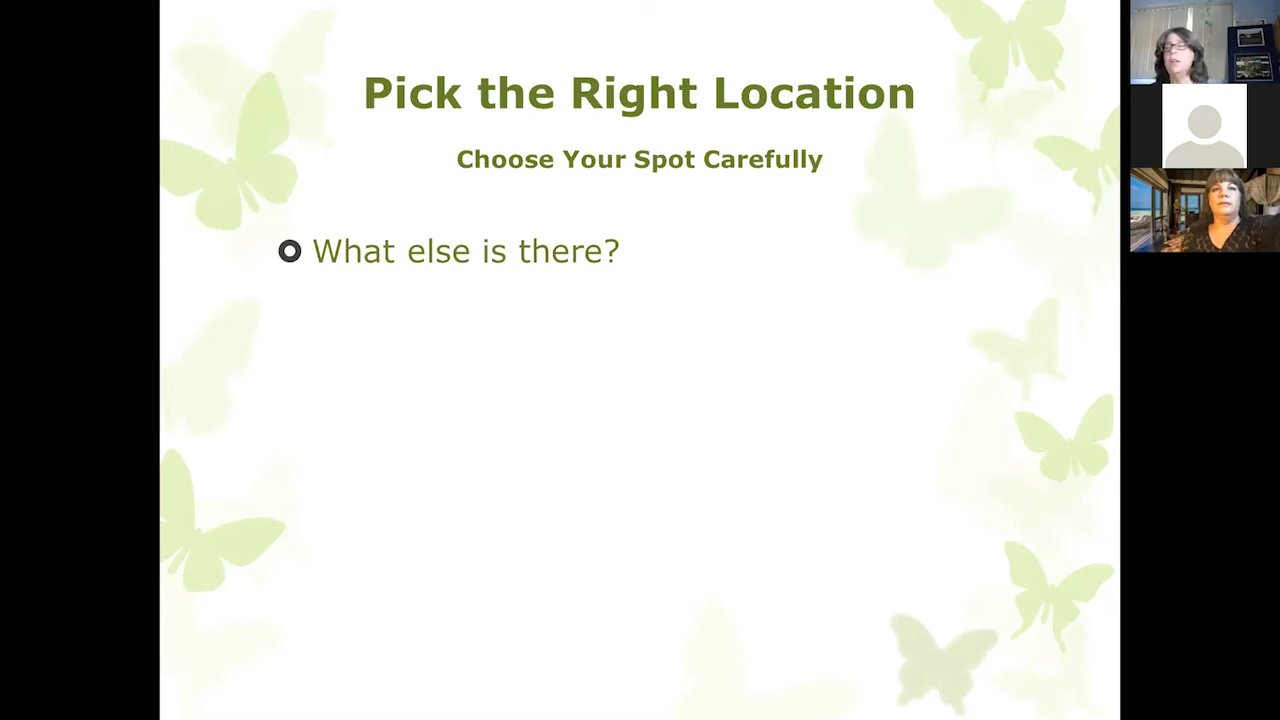 Pick the Right Location
Choose Your Spot Carefully
What else is there?